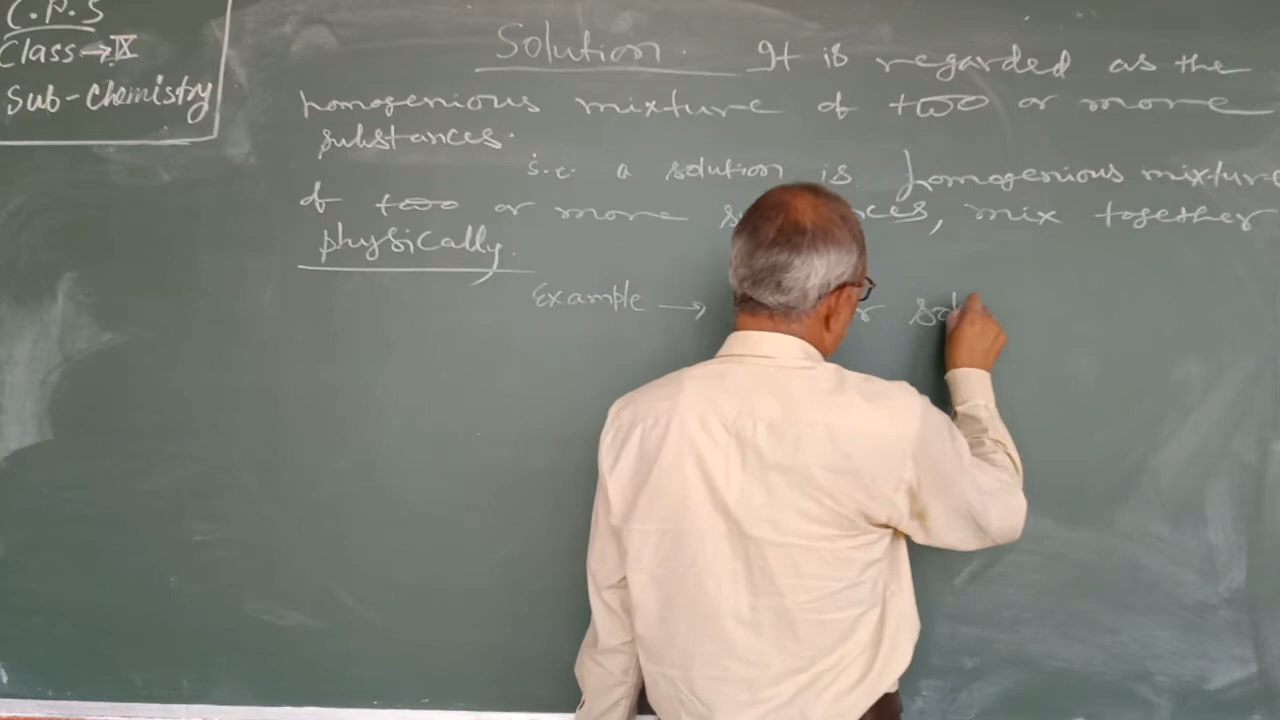 C.P.S
Class→IX
Sub-Chemistry
Solution. It is regarded as the
homogenious mixture of two or more
substances.
i.e. a solution is homogenious mixture
of two or more substances, mix together
physically.
Example →